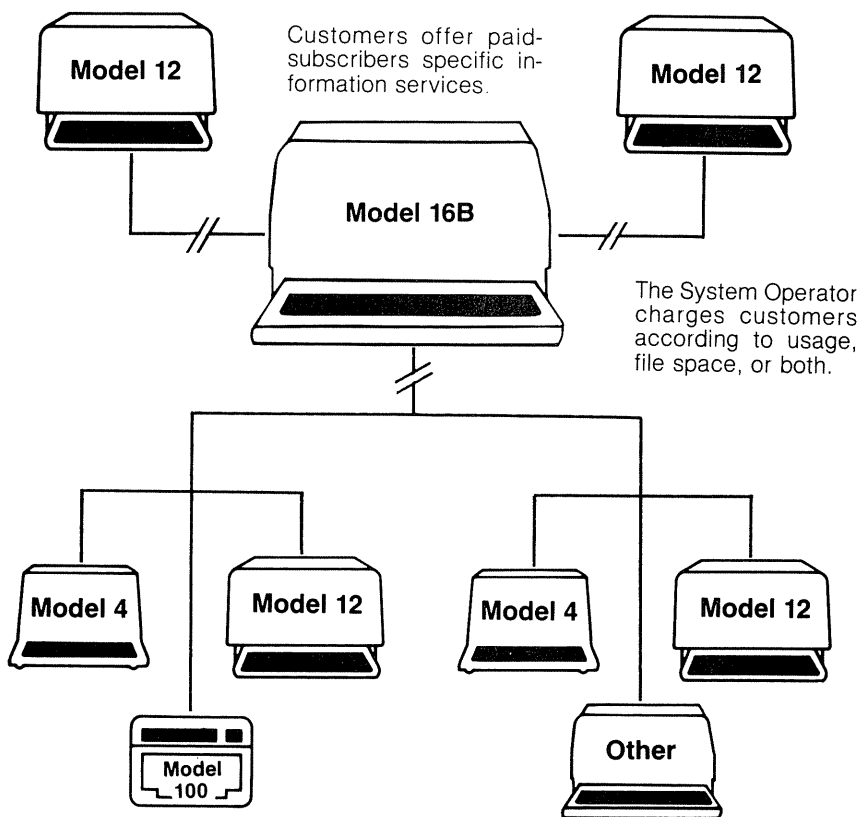 Model 12
Customers offer paid-
subscribers specific in-
formation services.
Model 12
Model 16B
The System Operator
charges customers
according to usage,
file space, or both.
Model 4
Model 12
Model 4
Model 12
Model
100
Other